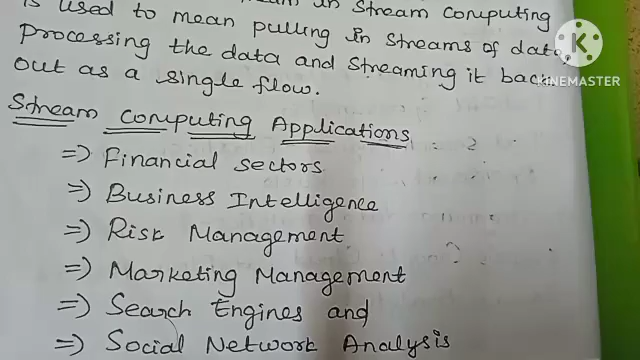 is used to mean pulling in streams of data,
Processing the data and streaming it back
out as a single flow.
Stream Computing Applications
=> Financial sectors
=> Business Intelligence
=> Risk Management
=> Marketing Management
=> Search Engines and
=> Social Network Analysis
KINEMASTER